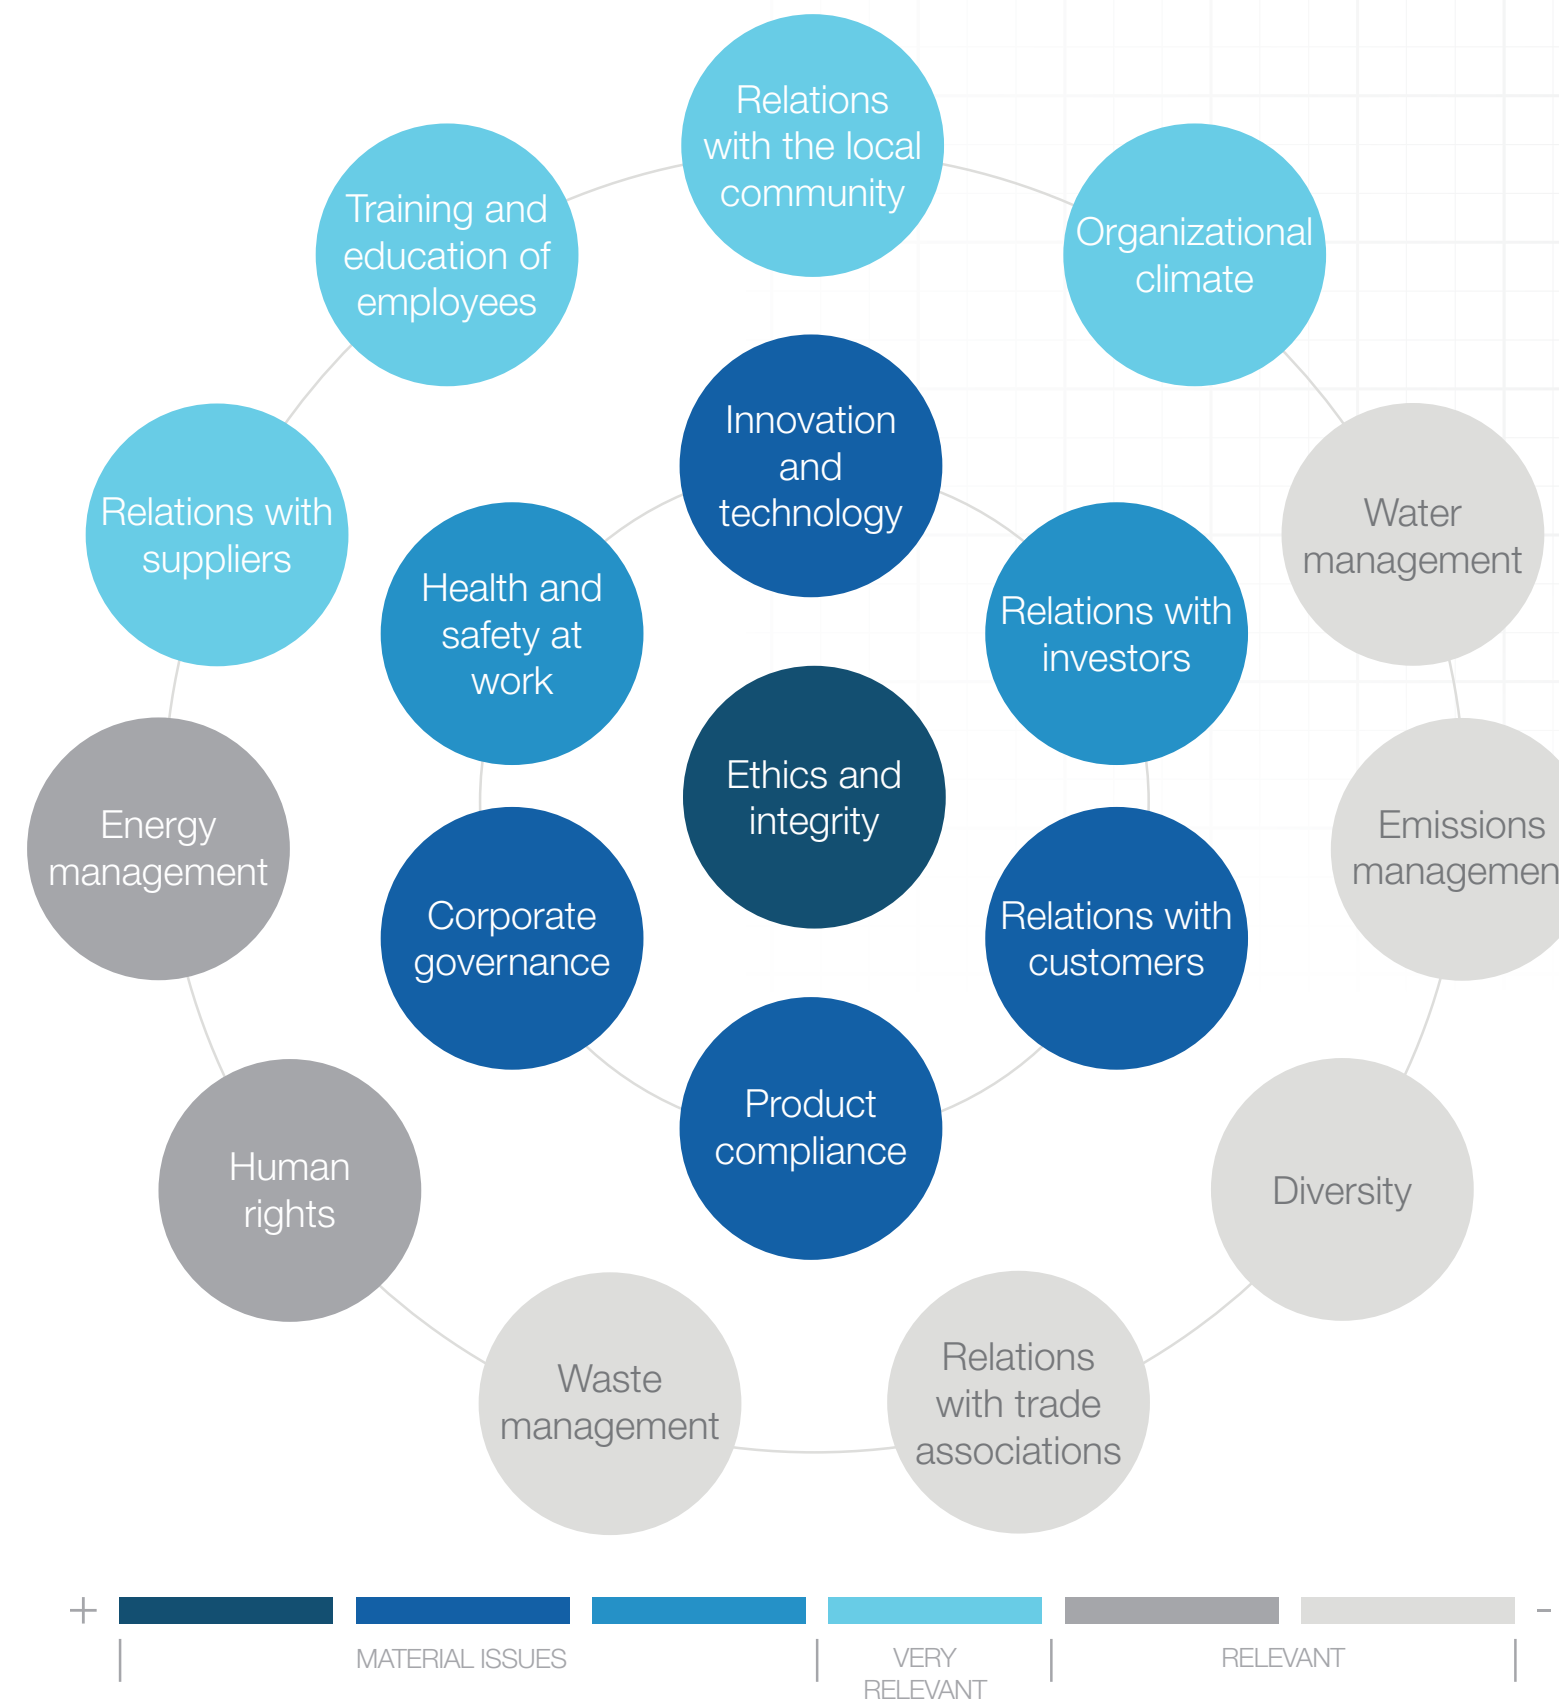 Relations
with the local
community
Training and
education of
employees
Organizational
climate
Innovation
and
technology
Relations with
suppliers
Water
management
Health and
safety at
work
Relations with
investors
Ethics and
integrity
Energy
management
Emissions
managemen
Corporate
governance
Relations with
customers
Product
compliance
Human
rights
Diversity
Waste
management
Relations
with trade
associations
+
-
MATERIAL ISSUES
VERY
RELEVANT
RELEVANT